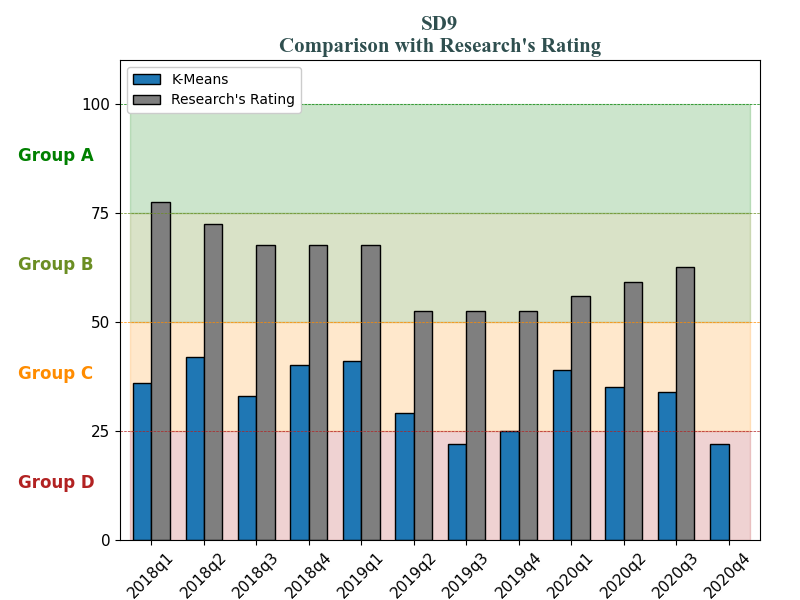 SD9
Comparison with Research's Rating
K-Means
Research's Rating
100
75
50
25
0
Group A
Group B
Group C
Group D
2018q1
2018q2
2018q3
2018q4
2019q1
2019q2
2019q3
2019q4
2020q1
2020q2
2020q3
2020q4